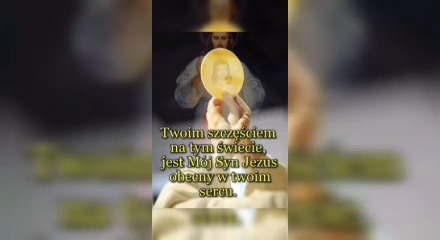 Twoim szczęściem
na tym świecie,
jest Mój Syn Jezus
obecny w twoim
sercu.